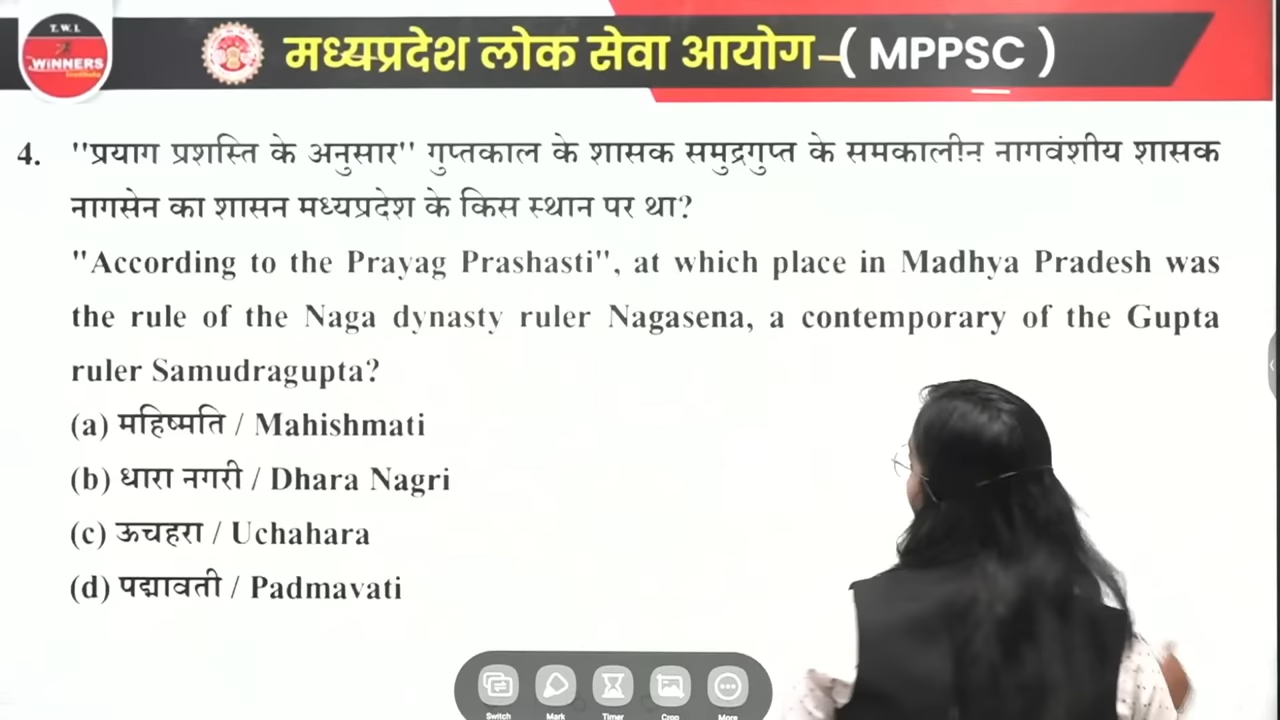 T.W.I.
WINNERS
Institute
मध्यप्रदेश लोक सेवा आयोग–( MPPSC )
4. ''प्रयाग प्रशस्ति के अनुसार'' गुप्तकाल के शासक समुद्रगुप्त के समकालीन नागवंशीय शासक
नागसेन का शासन मध्यप्रदेश के किस स्थान पर था?
"According to the Prayag Prashasti", at which place in Madhya Pradesh was
the rule of the Naga dynasty ruler Nagasena, a contemporary of the Gupta
ruler Samudragupta?
(a) महिष्मति / Mahishmati
(b) धारा नगरी / Dhara Nagri
(c) ऊचहरा / Uchahara
(d) पद्मावती / Padmavati
Switch Mark Timer Crop More